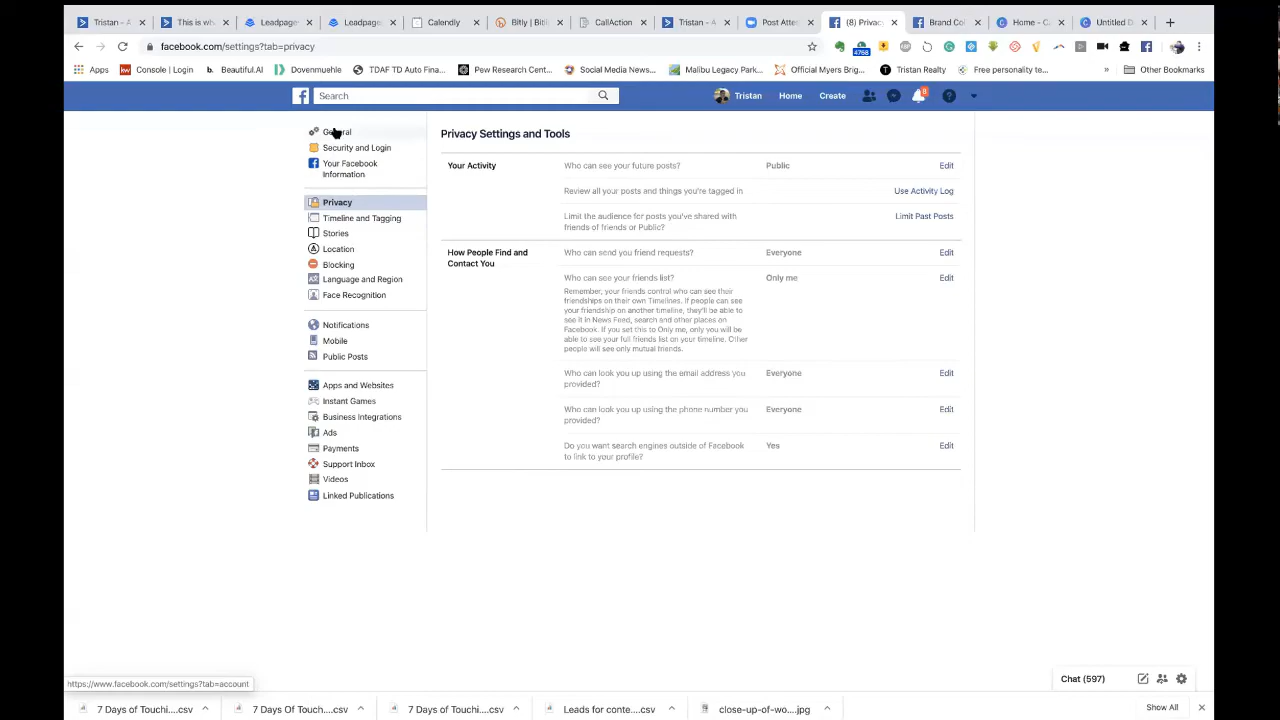 Tristan - A
This is wh
Leadpage
Leadpage
Calendly
Bitly | Bitl
CallAction
Tristan - A
Post Atte
(8) Privac
Brand Co
Home - C
Untitled D
facebook.com/settings?tab=privacy
4768
Apps
Console | Login
Beautiful.AI
Dovenmuehle
TDAF TD Auto Fina...
Pew Research Cent...
Social Media News...
Malibu Legacy Park...
Official Myers Brig...
Tristan Realty
Free personality te...
»
Other Bookmarks
Search
Tristan
Home
Create
8
General
Security and Login
Your Facebook
Information
Privacy
Timeline and Tagging
Stories
Location
Blocking
Language and Region
Face Recognition
Notifications
Mobile
Public Posts
Apps and Websites
Instant Games
Business Integrations
Ads
Payments
Support Inbox
Videos
Linked Publications
Privacy Settings and Tools
Your Activity
Who can see your future posts?
Public
Edit
Review all your posts and things you're tagged in
Use Activity Log
Limit the audience for posts you've shared with
friends of friends or Public?
Limit Past Posts
How People Find and
Contact You
Who can send you friend requests?
Everyone
Edit
Who can see your friends list?
Only me
Edit
Remember, your friends control who can see their
friendships on their own Timelines. If people can see
your friendship on another timeline, they'll be able to
see it in News Feed, search and other places on
Facebook. If you set this to Only me, only you will be
able to see your full friends list on your timeline. Other
people will see only mutual friends.
Who can look you up using the email address you
provided?
Everyone
Edit
Who can look you up using the phone number you
provided?
Everyone
Edit
Do you want search engines outside of Facebook
to link to your profile?
Yes
Edit
Chat (597)
https://www.facebook.com/settings?tab=account
7 Days of Touchi....csv
7 Days Of Touch....csv
7 Days of Touchi....csv
Leads for conte....csv
close-up-of-wo....jpg
Show All